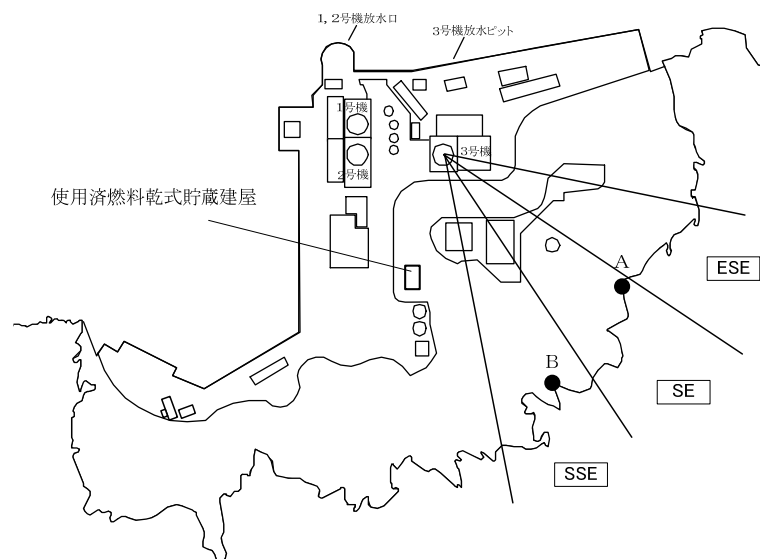 1,2号機放水口
3号機放水ピット
1号機
3号機
2号機
使用済燃料乾式貯蔵建屋
A
ESE
B
SE
SSE